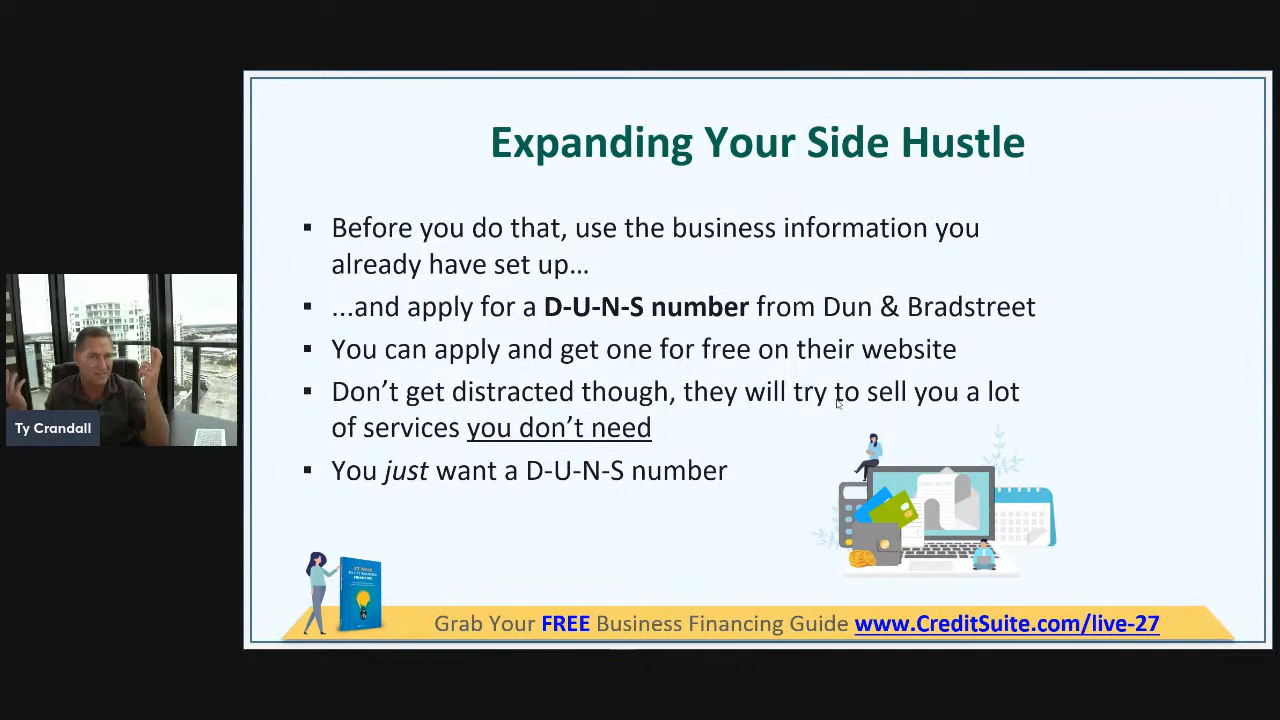 Expanding Your Side Hustle
▪ Before you do that, use the business information you
already have set up…
▪ ...and apply for a D-U-N-S number from Dun & Bradstreet
▪ You can apply and get one for free on their website
▪ Don’t get distracted though, they will try to sell you a lot
of services you don’t need
▪ You just want a D-U-N-S number
Ty Crandall
Grab Your FREE Business Financing Guide www.CreditSuite.com/live-27